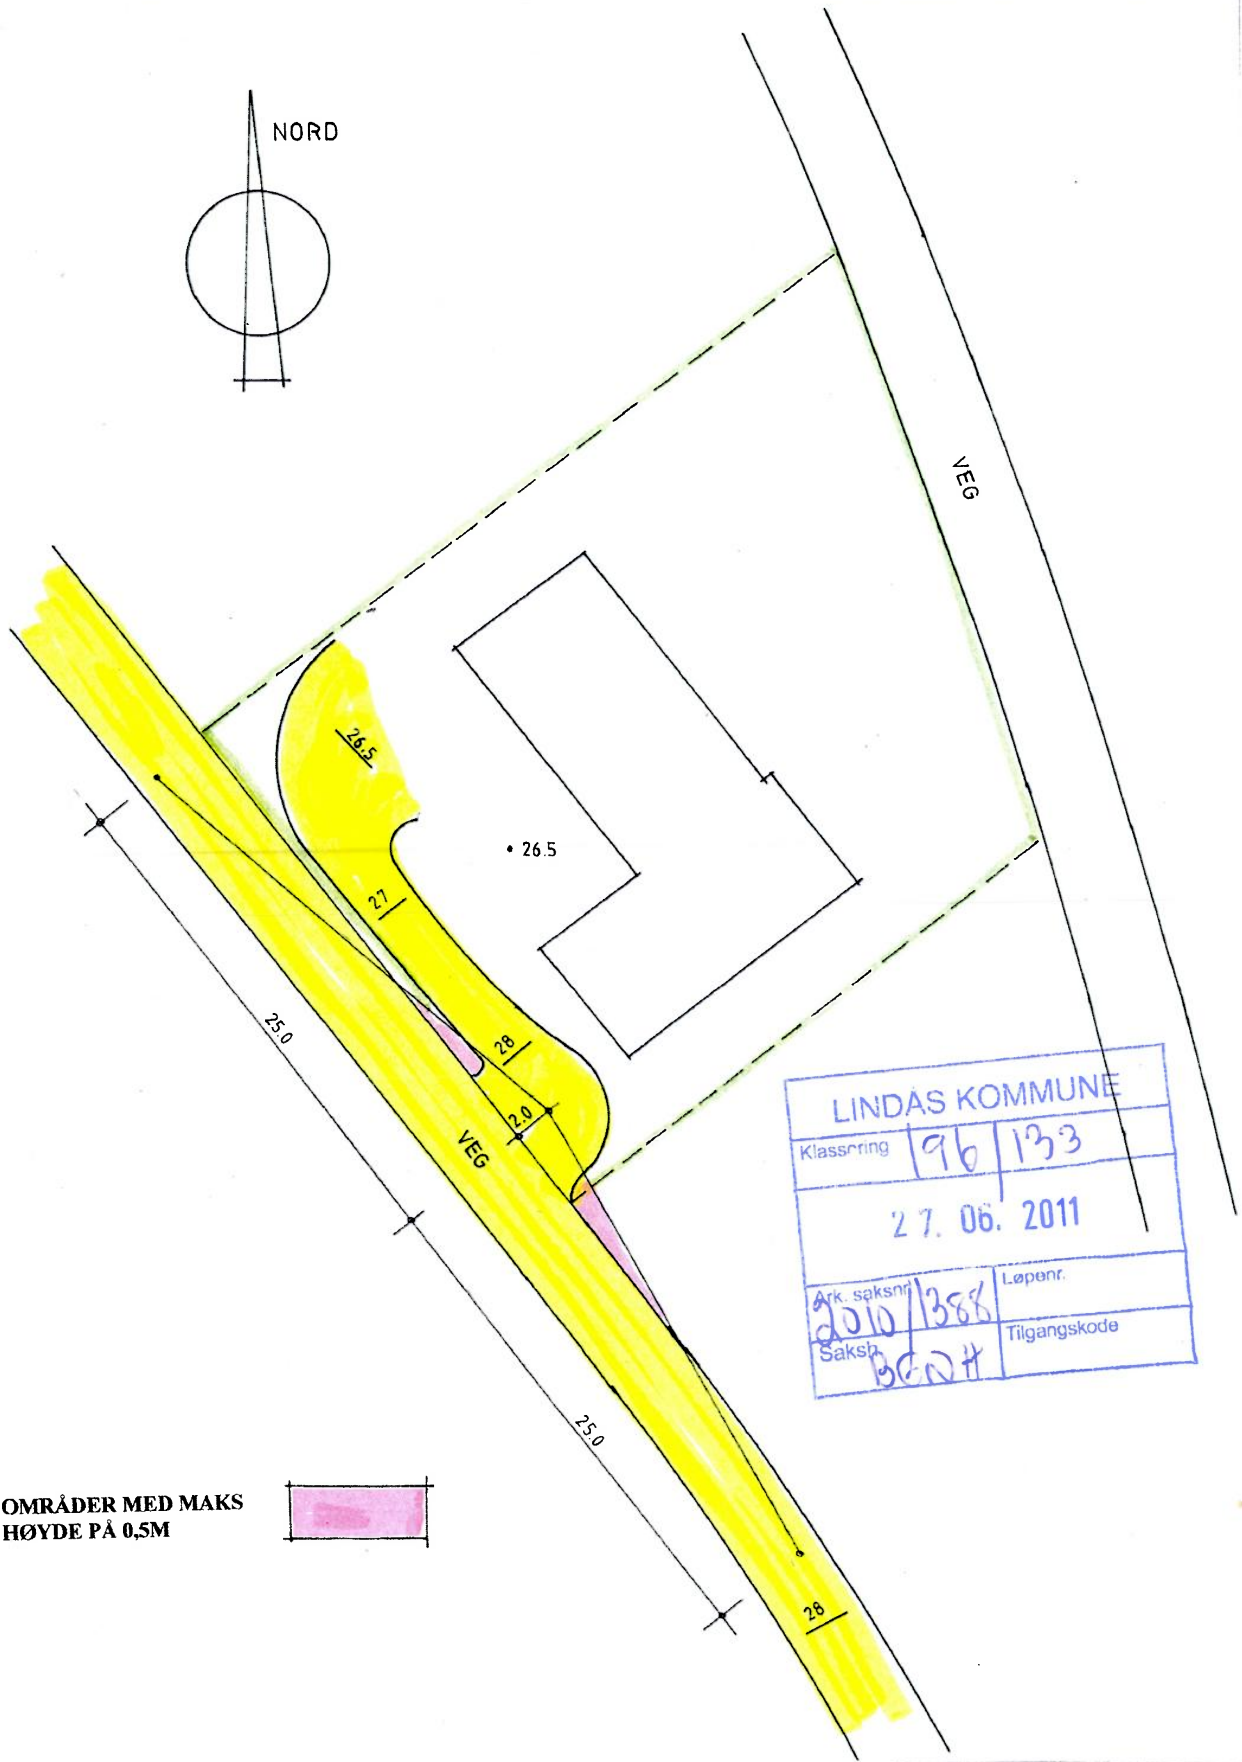 NORD
VEG
26.5
26.5
27
25.0
28
2.0
VEG
LINDÅS KOMMUNE
Klassering 96 133
27. 06. 2011
Ark. saksnr 2010/1388 Løpenr.
Saksb. Tilgangskode
25.0
OMRÅDER MED MAKS
HØYDE PÅ 0,5M
28